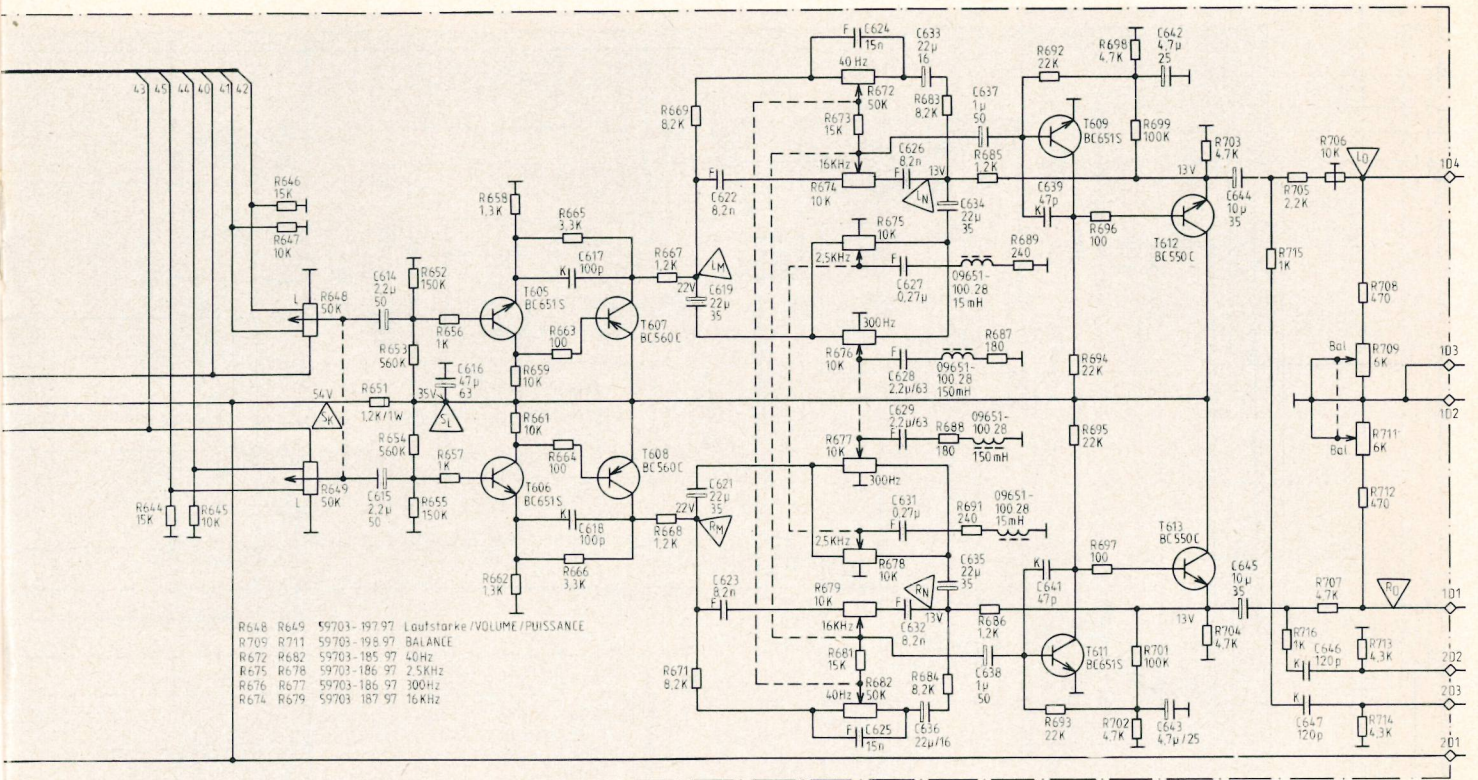 43
45
44
40
41
42
R646
15K
R647
10K
R648
50K
L
C614
2,2µ
50
R652
150K
R653
560K
R656
1K
R658
1,3K
R665
3,3K
K
C617
100p
T605
BC651S
R663
100
R659
10K
T607
BC560C
R667
1,2K
22V
LM
C619
22µ
35
54V
SK
R651
1,2K/1W
35V
SL
C616
47µ
63
R661
10K
R654
560K
R657
1K
R664
100
T606
BC651S
T608
BC560C
R649
50K
L
C615
2,2µ
50
R655
150K
R644
15K
R645
10K
K
C618
100p
R662
1,3K
R666
3,3K
R668
1,2K
22V
RM
C621
22µ
35
R669
8,2K
F
C622
8,2n
F
C624
15n
40Hz
R672
50K
C633
22µ
16
R683
8,2K
R673
15K
16KHz
R674
10K
C626
8,2n
F
13V
LN
C637
1µ
50
R685
1,2K
C634
22µ
35
R675
10K
2,5KHz
F
C627
0,27µ
09651-
100.28
15mH
R689
240
300Hz
R676
10K
F
C628
2,2µ/63
09651-
100 28
150mH
R687
180
C629
2,2µ/63
F
R688
180
09651-
100 28
150mH
R677
10K
300Hz
C631
0,27µ
F
R691
240
09651-
100 28
15mH
2,5KHz
R678
10K
C635
22µ
35
C623
8,2n
F
R679
10K
16KHz
F
C632
8,2n
RN
13V
R686
1,2K
R681
15K
R671
8,2K
40Hz
R682
50K
R684
8,2K
F
C625
15n
C636
22µ/16
C638
1µ
50
R692
22K
R698
4,7K
C642
4,7µ
25
T609
BC651S
R699
100K
C639
47p
K
R696
100
T612
BC550C
R703
4,7K
13V
C644
10µ
35
R705
2,2K
R706
10K
LO
104
R715
1K
R708
470
Bal
R709
6K
103
102
Bal
R711
6K
R712
470
R694
22K
R695
22K
K
C641
47p
R697
100
T613
BC550C
C645
10µ
35
R707
4,7K
RO
101
13V
R704
4,7K
T611
BC651S
R701
100K
R693
22K
R702
4,7K
C643
4,7µ/25
R716
1K
K
C646
120p
R713
4,3K
202
K
C647
120p
R714
4,3K
203
201
R648 R649 59703-197.97 Lautstärke/VOLUME/PUISSANCE
R709 R711 59703-198.97 BALANCE
R672 R682 59703-185 97 40Hz
R675 R678 59703-186 97 2,5KHz
R676 R677 59703-186 97 300Hz
R674 R679 59703 187 97 16KHz